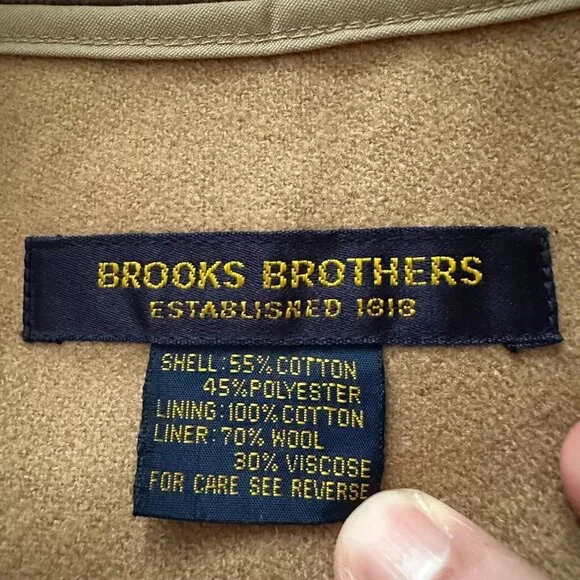 BROOKS BROTHERS
ESTABLISHED 1818
SHELL: 55% COTTON
45% POLYESTER
LINING: 100% COTTON
LINER: 70% WOOL
30% VISCOSE
FOR CARE SEE REVERSE